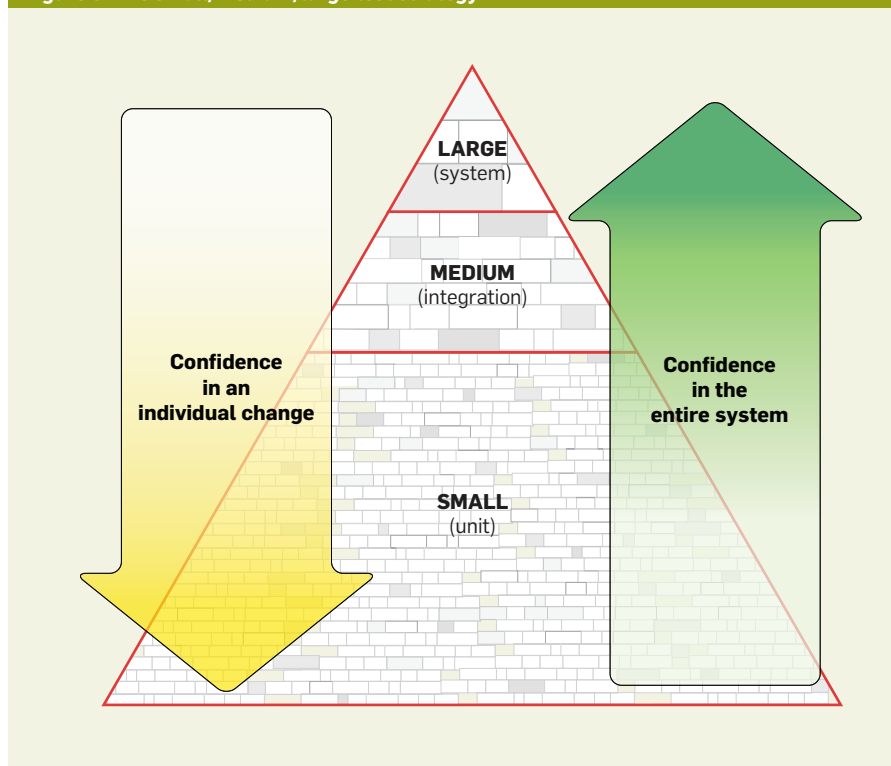 LARGE
(system)
MEDIUM
(integration)
Confidence
in an
individual change
Confidence
in the
entire system
SMALL
(unit)